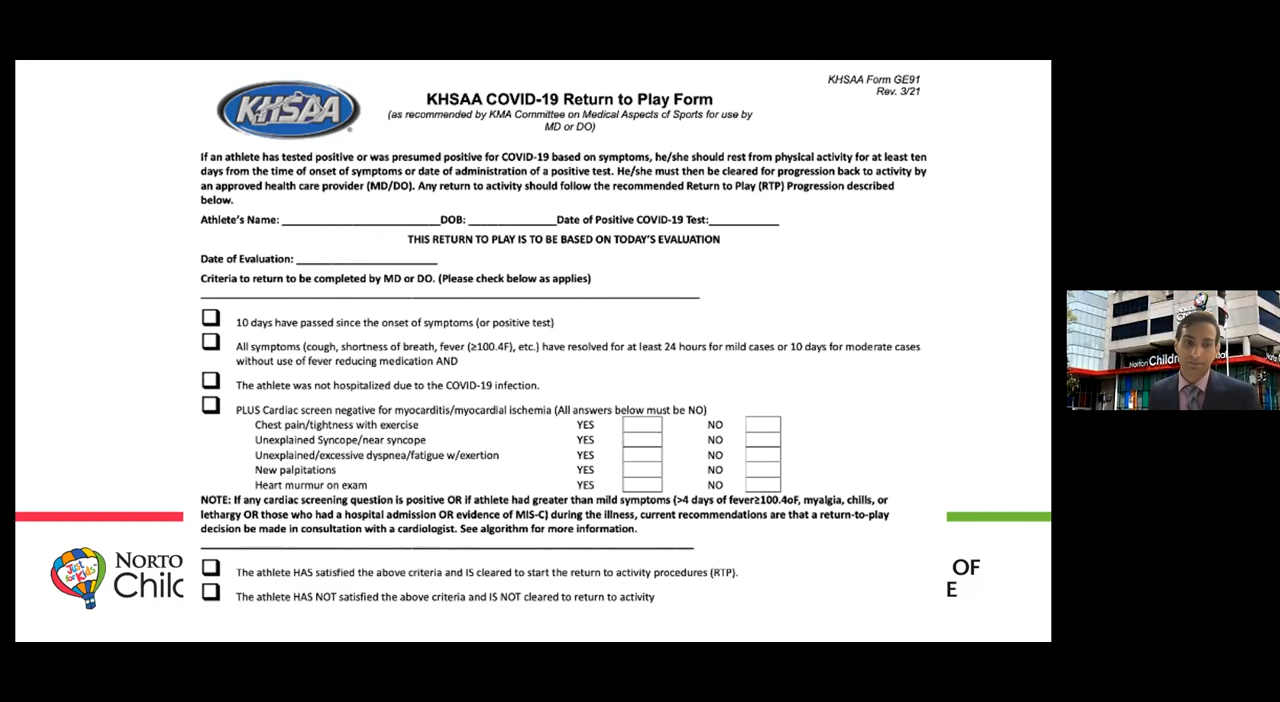 KHSAA
KHSAA COVID-19 Return to Play Form
(as recommended by KMA Committee on Medical Aspects of Sports for use by
MD or DO)
KHSAA Form GE91
Rev. 3/21
If an athlete has tested positive or was presumed positive for COVID-19 based on symptoms, he/she should rest from physical activity for at least ten
days from the time of onset of symptoms or date of administration of a positive test. He/she must then be cleared for progression back to activity by
an approved health care provider (MD/DO). Any return to activity should follow the recommended Return to Play (RTP) Progression described
below.
Athlete's Name: ______________________DOB: ____________Date of Positive COVID-19 Test:__________
THIS RETURN TO PLAY IS TO BE BASED ON TODAY'S EVALUATION
Date of Evaluation: ____________________
Criteria to return to be completed by MD or DO. (Please check below as applies)
10 days have passed since the onset of symptoms (or positive test)
All symptoms (cough, shortness of breath, fever (≥100.4F), etc.) have resolved for at least 24 hours for mild cases or 10 days for moderate cases
without use of fever reducing medication AND
The athlete was not hospitalized due to the COVID-19 infection.
PLUS Cardiac screen negative for myocarditis/myocardial ischemia (All answers below must be NO)
Chest pain/tightness with exercise YES NO
Unexplained Syncope/near syncope YES NO
Unexplained/excessive dyspnea/fatigue w/exertion YES NO
New palpitations YES NO
Heart murmur on exam YES NO
NOTE: If any cardiac screening question is positive OR if athlete had greater than mild symptoms (>4 days of fever≥100.4oF, myalgia, chills, or
lethargy OR those who had a hospital admission OR evidence of MIS-C) during the illness, current recommendations are that a return-to-play
decision be made in consultation with a cardiologist. See algorithm for more information.
The athlete HAS satisfied the above criteria and IS cleared to start the return to activity procedures (RTP).
The athlete HAS NOT satisfied the above criteria and IS NOT cleared to return to activity
Just for Kids
NORTO
Chilc
OF
E
Norton Children's